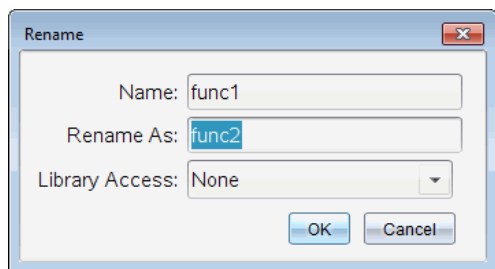 Rename
Name: func1
Rename As: func2
Library Access: None
OK Cancel